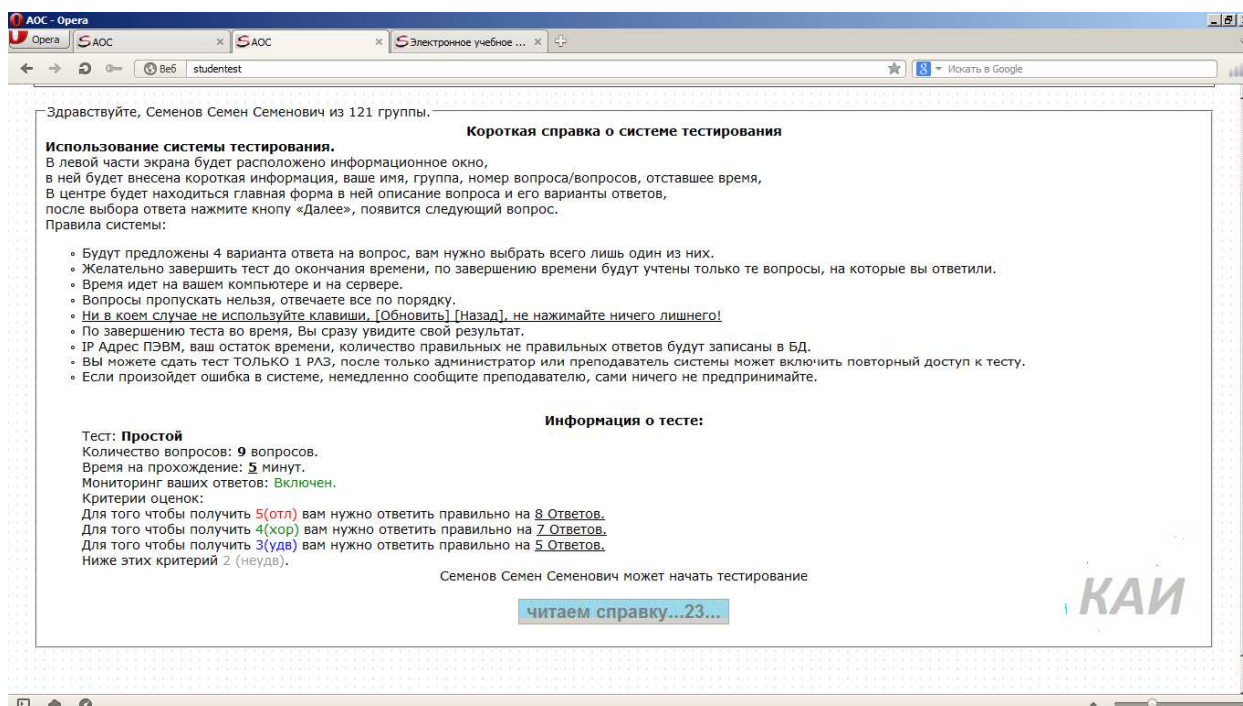 АОС - Opera
Opera
АОС
АОС
Электронное учебное ...
Веб
studentest
Искать в Google
Здравствуйте, Семенов Семен Семенович из 121 группы.
Короткая справка о системе тестирования
Использование системы тестирования.
В левой части экрана будет расположено информационное окно,
в ней будет внесена короткая информация, ваше имя, группа, номер вопроса/вопросов, отставшее время,
В центре будет находиться главная форма в ней описание вопроса и его варианты ответов,
после выбора ответа нажмите кнопу «Далее», появится следующий вопрос.
Правила системы:
Будут предложены 4 варианта ответа на вопрос, вам нужно выбрать всего лишь один из них.
Желательно завершить тест до окончания времени, по завершению времени будут учтены только те вопросы, на которые вы ответили.
Время идет на вашем компьютере и на сервере.
Вопросы пропускать нельзя, отвечаете все по порядку.
Ни в коем случае не используйте клавиши, [Обновить] [Назад], не нажимайте ничего лишнего!
По завершению теста во время, Вы сразу увидите свой результат.
IP Адрес ПЭВМ, ваш остаток времени, количество правильных не правильных ответов будут записаны в БД.
ВЫ можете сдать тест ТОЛЬКО 1 РАЗ, после только администратор или преподаватель системы может включить повторный доступ к тесту.
Если произойдет ошибка в системе, немедленно сообщите преподавателю, сами ничего не предпринимайте.
Информация о тесте:
Тест: Простой
Количество вопросов: 9 вопросов.
Время на прохождение: 5 минут.
Мониторинг ваших ответов: Включен.
Критерии оценок:
Для того чтобы получить 5(отл) вам нужно ответить правильно на 8 Ответов.
Для того чтобы получить 4(хор) вам нужно ответить правильно на 7 Ответов.
Для того чтобы получить 3(удв) вам нужно ответить правильно на 5 Ответов.
Ниже этих критерий 2 (неудв).
Семенов Семен Семенович может начать тестирование
читаем справку...23...
КАИ